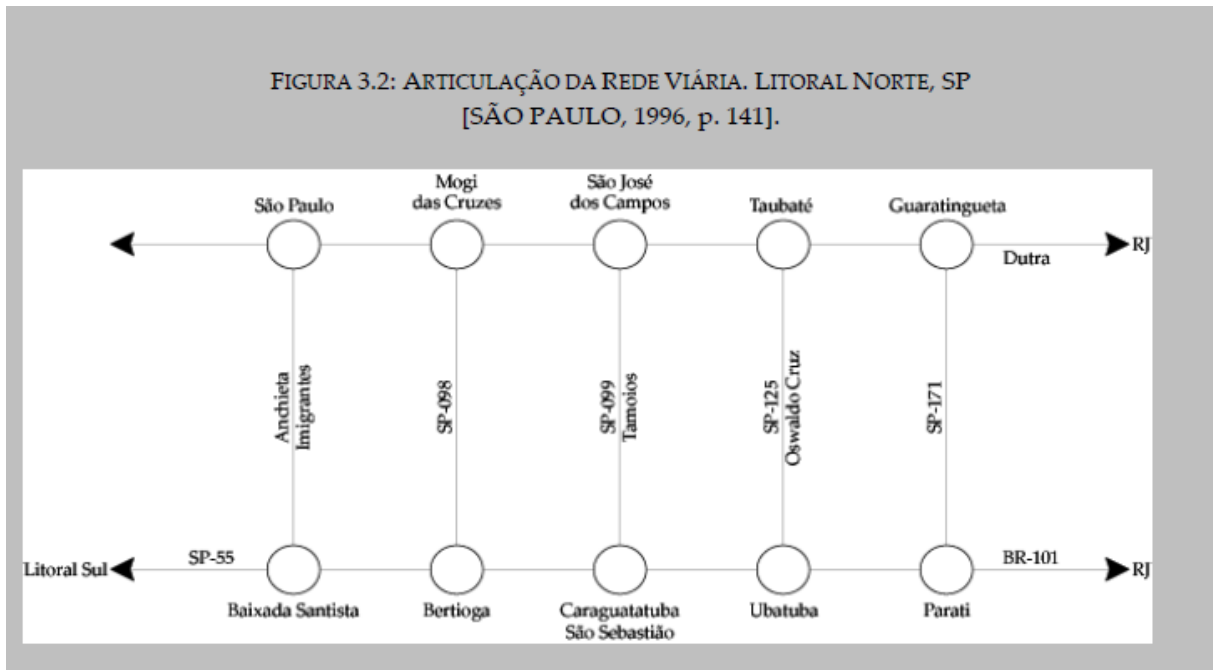 FIGURA 3.2: ARTICULAÇÃO DA REDE VIÁRIA. LITORAL NORTE, SP
[SÃO PAULO, 1996, p. 141].
São Paulo
Mogi
das Cruzes
São José
dos Campos
Taubaté
Guaratingueta
Dutra
RJ
Anchieta
Imigrantes
SP-098
SP-099
Tamoios
SP-125
Oswaldo Cruz
SP-171
Litoral Sul
SP-55
BR-101
RJ
Baixada Santista
Bertioga
Caraguatatuba
São Sebastião
Ubatuba
Parati